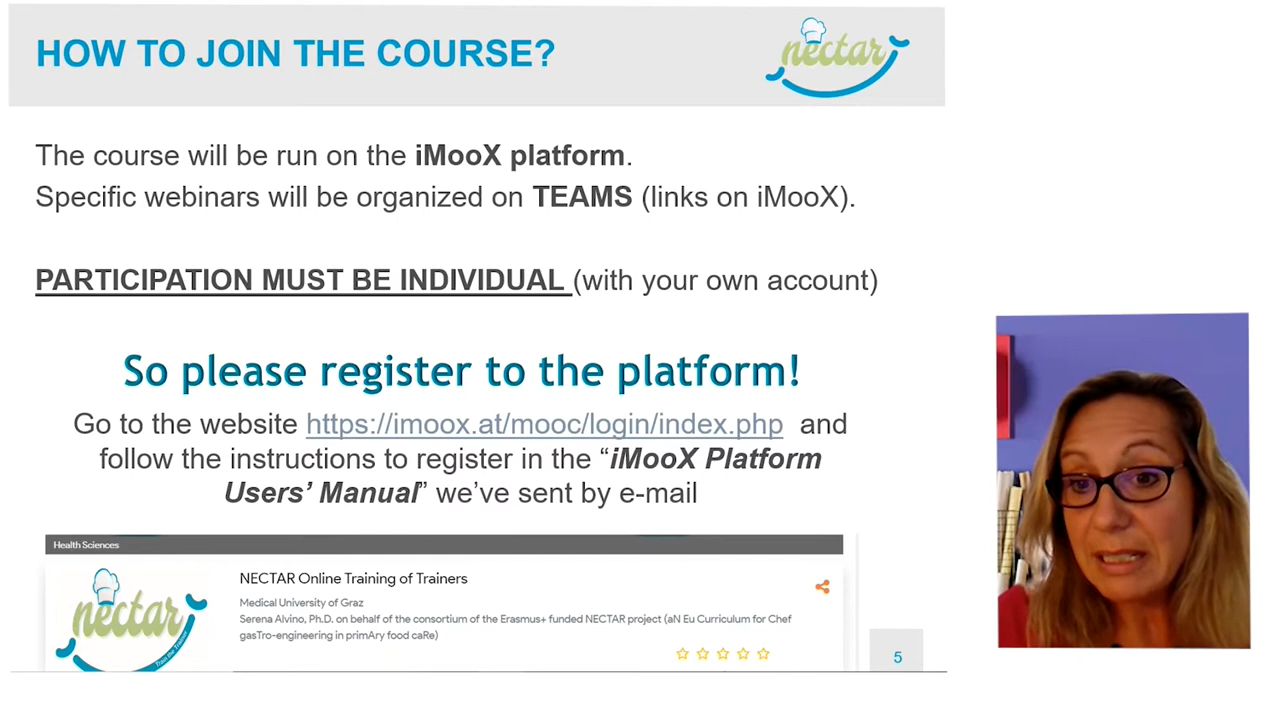 HOW TO JOIN THE COURSE?
nectar
The course will be run on the iMooX platform.
Specific webinars will be organized on TEAMS (links on iMooX).
PARTICIPATION MUST BE INDIVIDUAL (with your own account)
So please register to the platform!
Go to the website https://imoox.at/mooc/login/index.php and
follow the instructions to register in the “iMooX Platform
Users’ Manual” we’ve sent by e-mail
Health Sciences
nectar
Train the Trainer
NECTAR Online Training of Trainers
Medical University of Graz
Serena Alvino, Ph.D. on behalf of the consortium of the Erasmus+ funded NECTAR project (aN Eu Curriculum for Chef
gasTro-engineering in primAry food caRe)
5